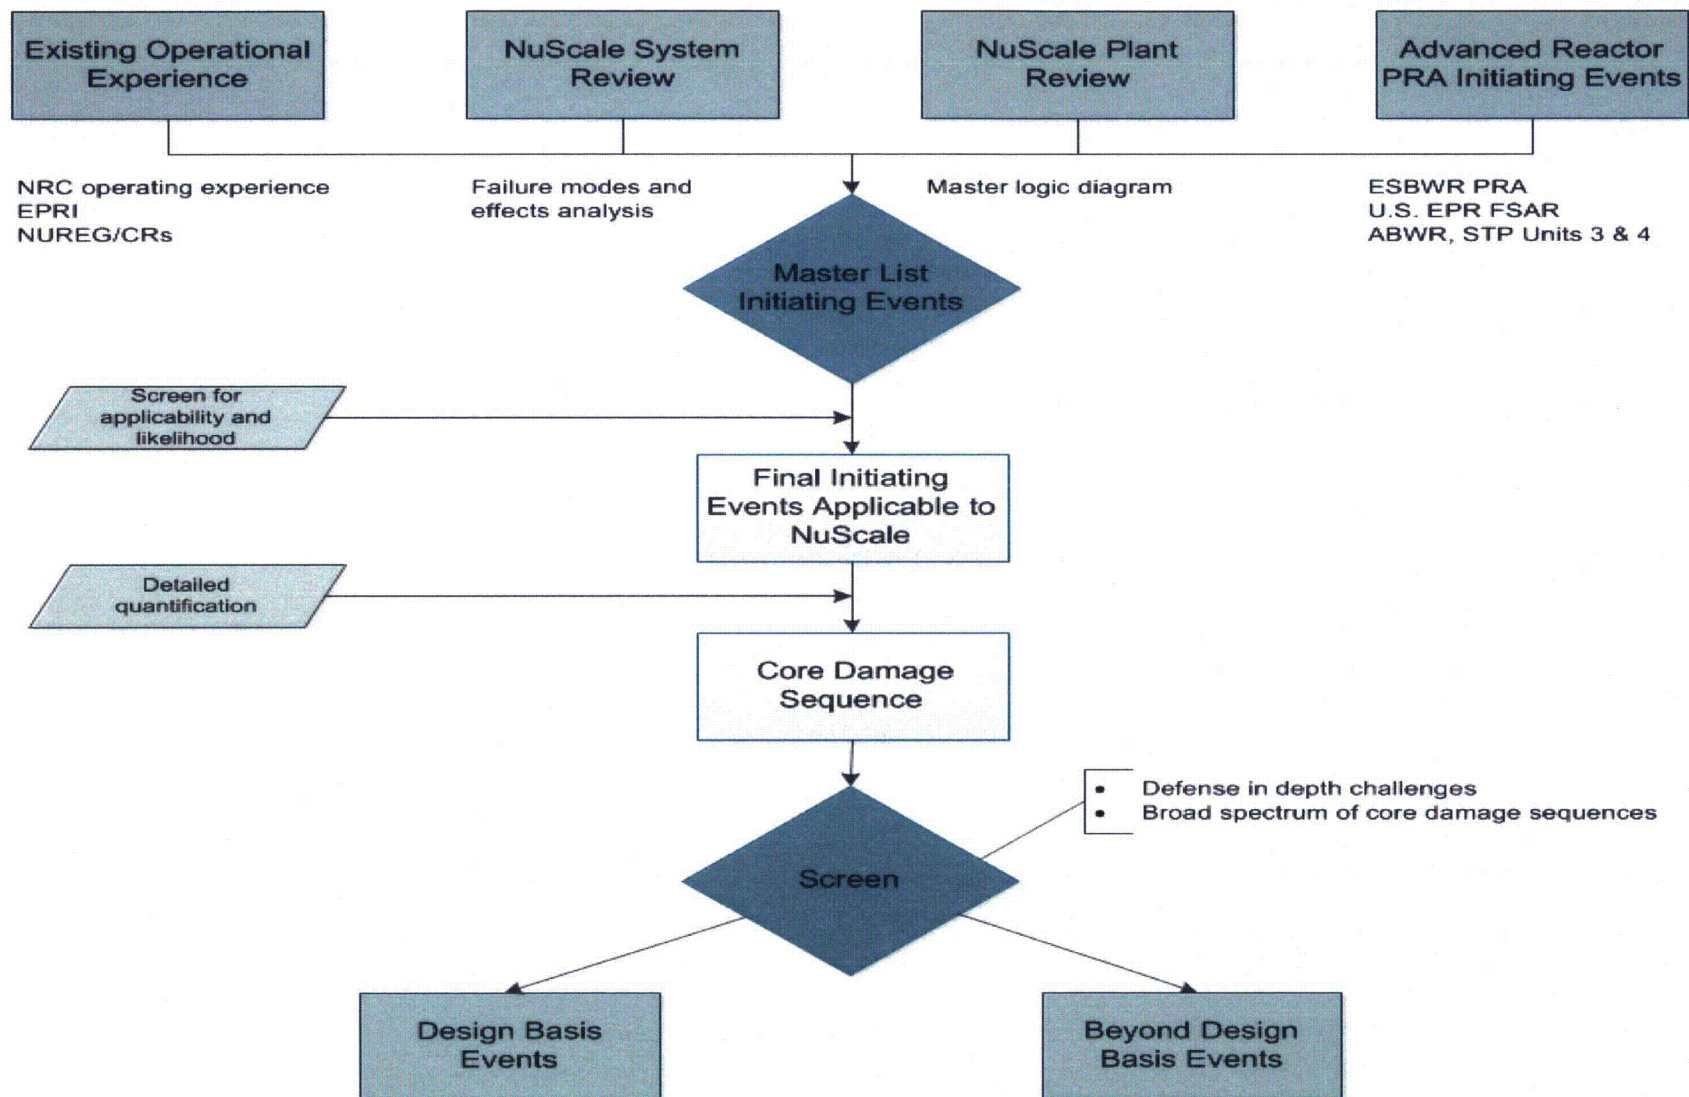 Existing Operational
Experience
NuScale System
Review
NuScale Plant
Review
Advanced Reactor
PRA Initiating Events
NRC operating experience
EPRI
NUREG/CRs
Failure modes and
effects analysis
Master logic diagram
ESBWR PRA
U.S. EPR FSAR
ABWR, STP Units 3 & 4
Master List
Initiating Events
Screen for
applicability and
likelihood
Final Initiating
Events Applicable to
NuScale
Detailed
quantification
Core Damage
Sequence
• Defense in depth challenges
• Broad spectrum of core damage sequences
Screen
Design Basis
Events
Beyond Design
Basis Events